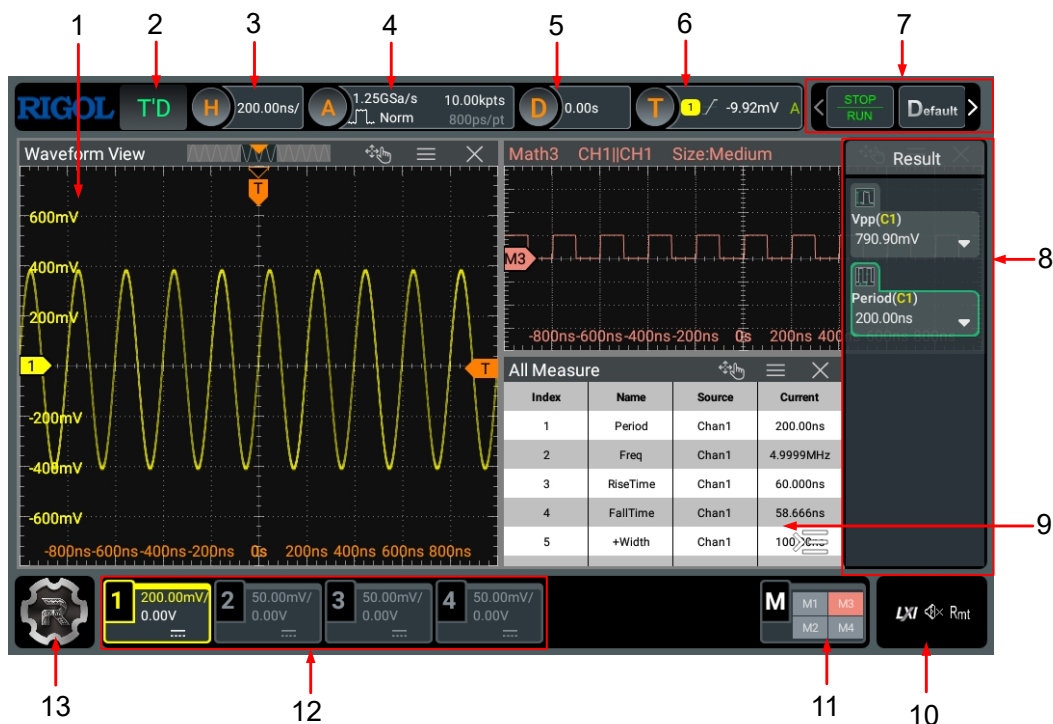 1 2 3 4 5 6 7
RIGOL T'D H 200.00ns/ A 1.25GSa/s 10.00kpts
Norm 800ps/pt
D 0.00s T 1 -9.92mV A < STOP
RUN
Default >
Waveform View
T
600mV
400mV
200mV
1
T
-200mV
-400mV
-600mV
-800ns -600ns -400ns -200ns 0s 200ns 400ns 600ns 800ns
Math3 CH1||CH1 Size:Medium
M3
-800ns -600ns -400ns -200ns 0s 200ns 400
Result
Vpp(C1)
790.90mV
Period(C1)
200.00ns
8
All Measure
Index Name Source Current
1 Period Chan1 200.00ns
2 Freq Chan1 4.9999MHz
3 RiseTime Chan1 60.000ns
4 FallTime Chan1 58.666ns
5 +Width Chan1
9
R
1 200.00mV/
0.00V
2 50.00mV/
0.00V
3 50.00mV/
0.00V
4 50.00mV/
0.00V
M M1 M3
M2 M4
LXI Rmt
13 12 11 10